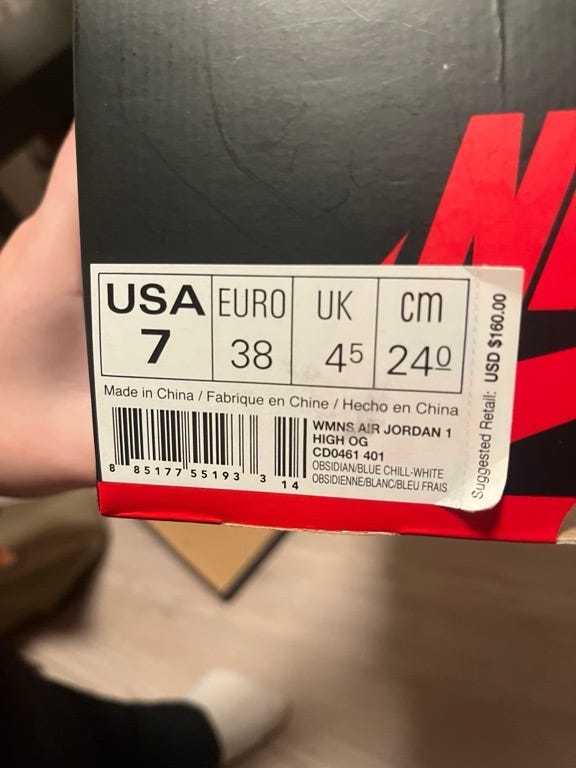 USA EURO UK cm
7 38 4 5 24 0
Made in China / Fabrique en Chine / Hecho en China
WMNS AIR JORDAN 1
HIGH OG
CD0461 401
OBSIDIAN/BLUE CHILL-WHITE
OBSIDIENNE/BLANC/BLEU FRAIS
8 85177 55193 3 14
Suggested Retail: USD $160.00